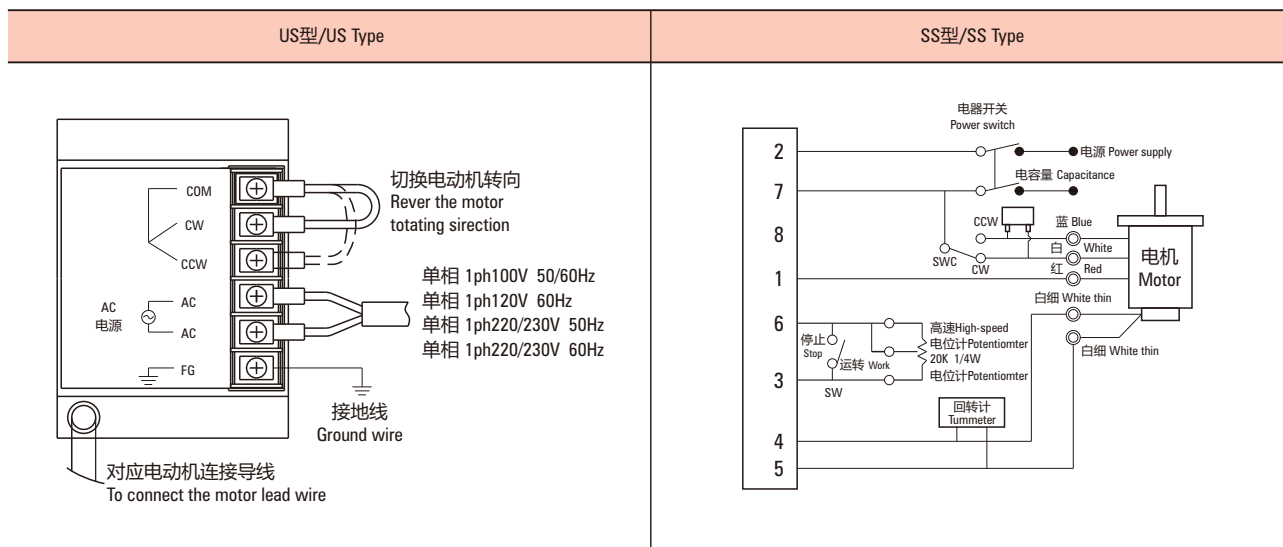 US型/US Type
SS型/SS Type
COM
CW
CCW
AC
电源
AC
AC
FG
切换电动机转向
Rever the motor
totating sirection
单相 1ph100V 50/60Hz
单相 1ph120V 60Hz
单相 1ph220/230V 50Hz
单相 1ph220/230V 60Hz
接地线
Ground wire
对应电动机连接导线
To connect the motor lead wire
电器开关
Power switch
2
电源 Power supply
7
电容量 Capacitance
8
CCW
蓝 Blue
白 White
SWC
CW
红 Red
1
电机
Motor
白细 White thin
6
停止
Stop
运转 Work
SW
高速High-speed
电位计Potentiomter
20K 1/4W
电位计Potentiomter
白细 White thin
3
回转计
Tummeter
4
5